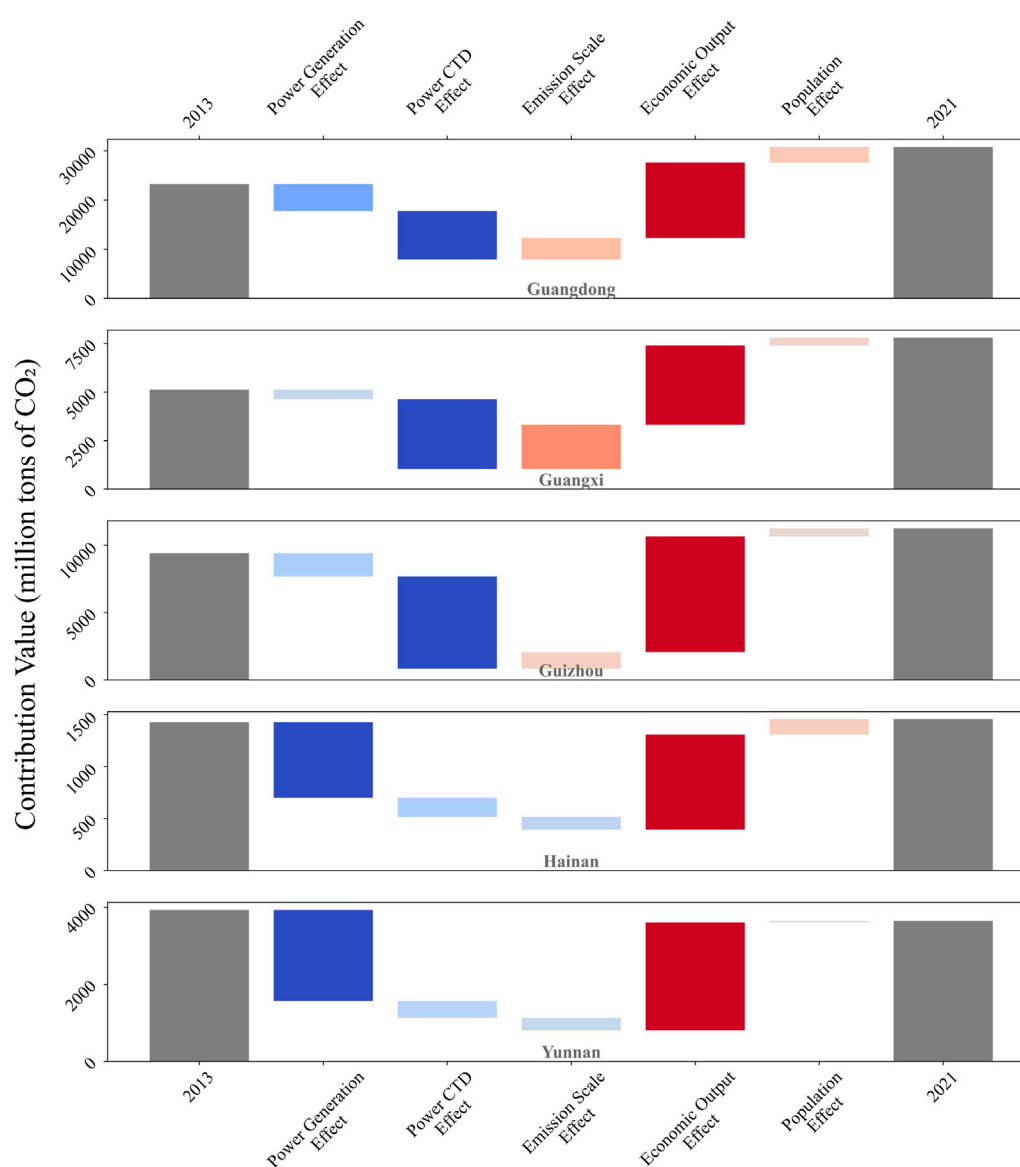 2013
Power Generation
Effect
Power CTD
Effect
Emission Scale
Effect
Economic Output
Effect
Population
Effect
2021
Contribution Value (million tons of CO₂)
30000
20000
10000
0
Guangdong
7500
5000
2500
0
Guangxi
10000
5000
0
Guizhou
1500
1000
500
0
Hainan
4000
2000
0
Yunnan
2013
Power Generation
Effect
Power CTD
Effect
Emission Scale
Effect
Economic Output
Effect
Population
Effect
2021